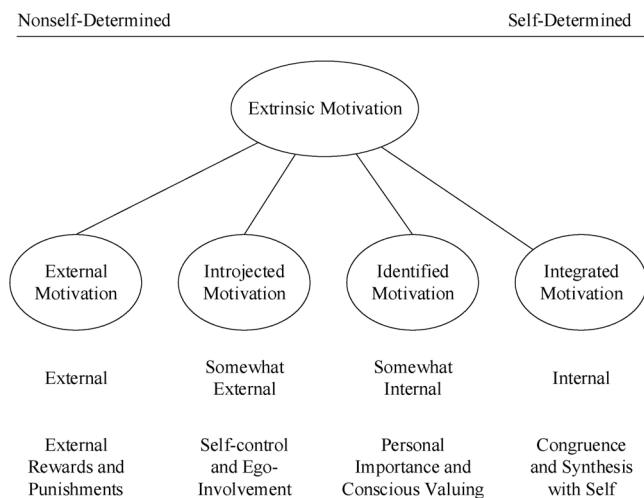 Nonself-Determined Self-Determined
Extrinsic Motivation
External
Motivation
Introjected
Motivation
Identified
Motivation
Integrated
Motivation
External
Somewhat
External
Somewhat
Internal
Internal
External
Rewards and
Punishments
Self-control
and Ego-
Involvement
Personal
Importance and
Conscious Valuing
Congruence
and Synthesis
with Self